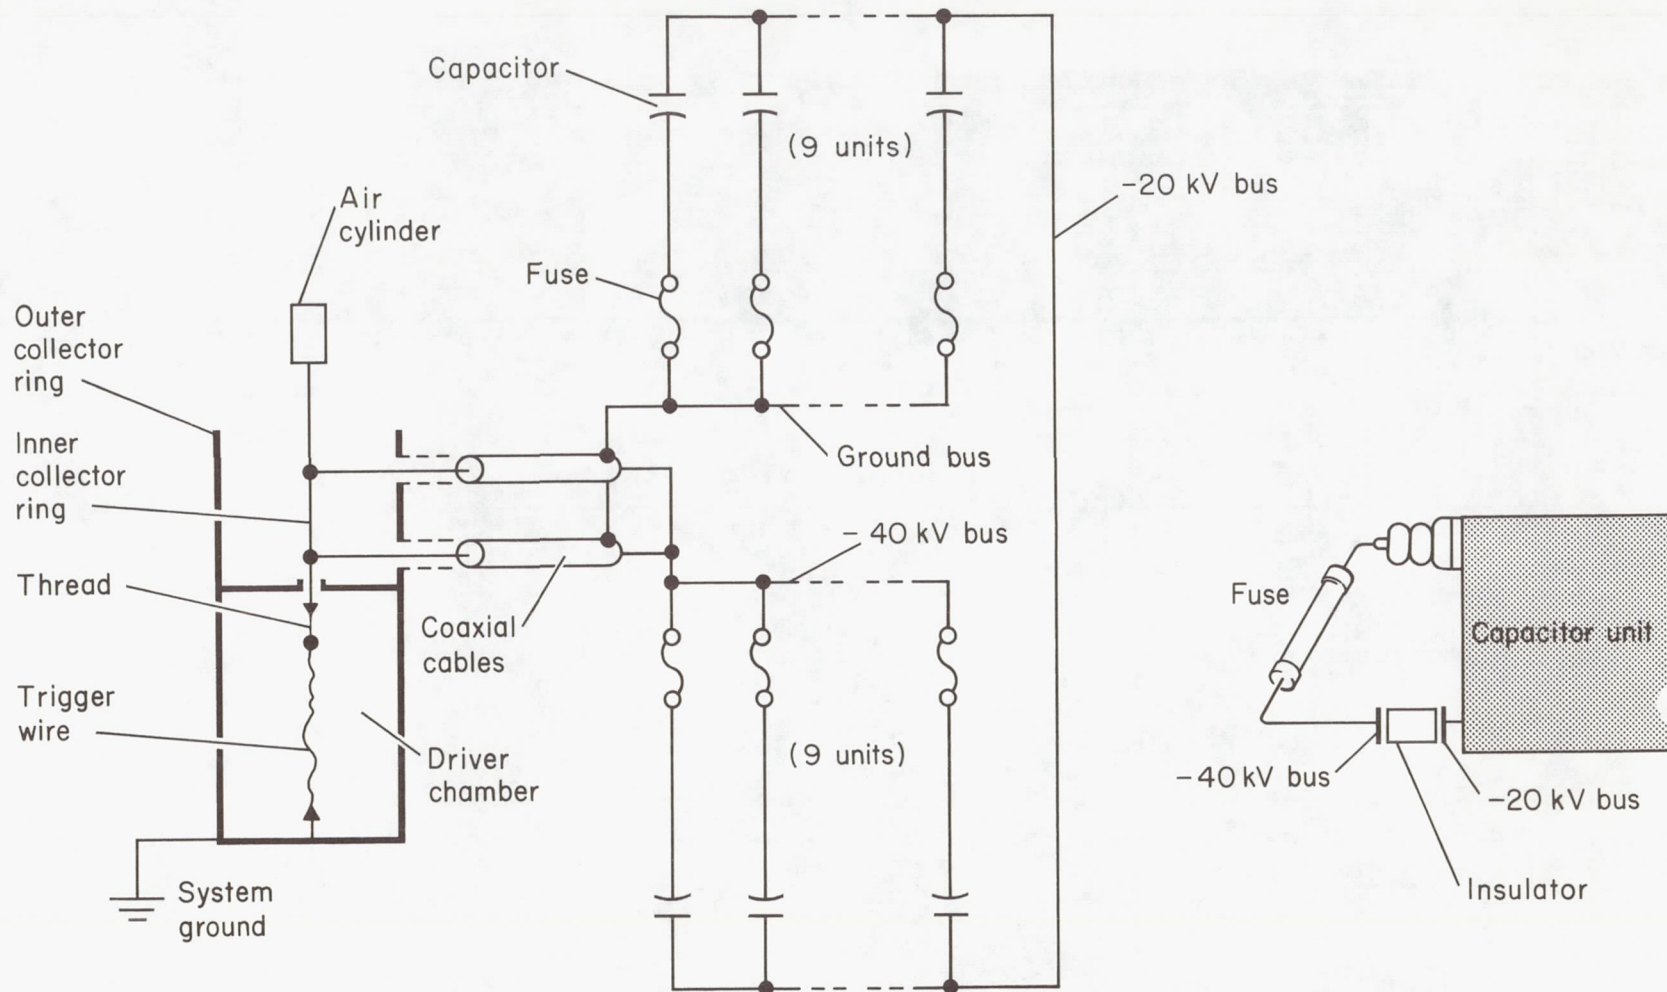 Capacitor
(9 units)
–20 kV bus
Air
cylinder
Fuse
Outer
collector
ring
Inner
collector
ring
Ground bus
– 40 kV bus
Thread
Coaxial
cables
Trigger
wire
(9 units)
Driver
chamber
System
ground
Fuse
Capacitor unit
–40 kV bus
–20 kV bus
Insulator